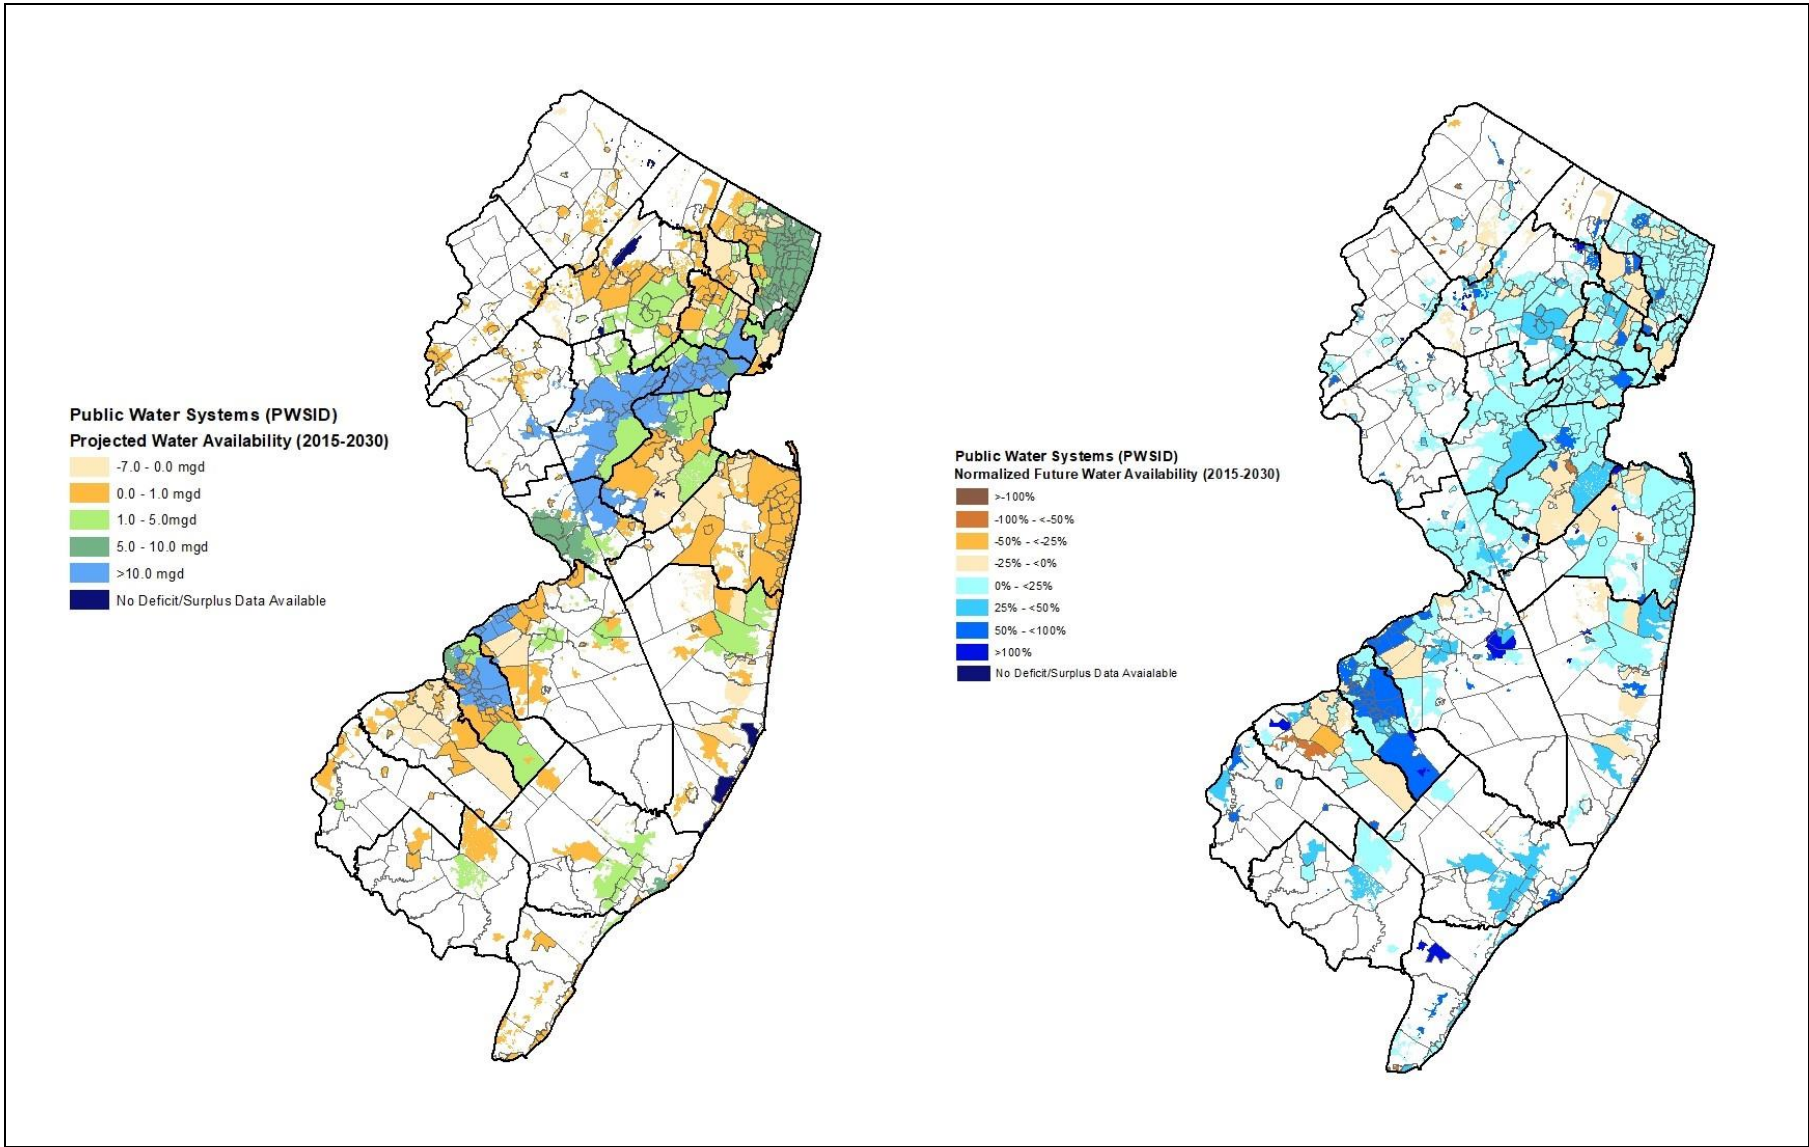 Public Water Systems (PWSID)
Projected Water Availability (2015-2030)
-7.0 - 0.0 mgd
0.0 - 1.0 mgd
1.0 - 5.0mgd
5.0 - 10.0 mgd
>10.0 mgd
No Deficit/Surplus Data Available
Public Water Systems (PWSID)
Normalized Future Water Availability (2015-2030)
>-100%
-100% - <-50%
-50% - <-25%
-25% - <0%
0% - <25%
25% - <50%
50% - <100%
>100%
No Deficit/Surplus Data Avaialable